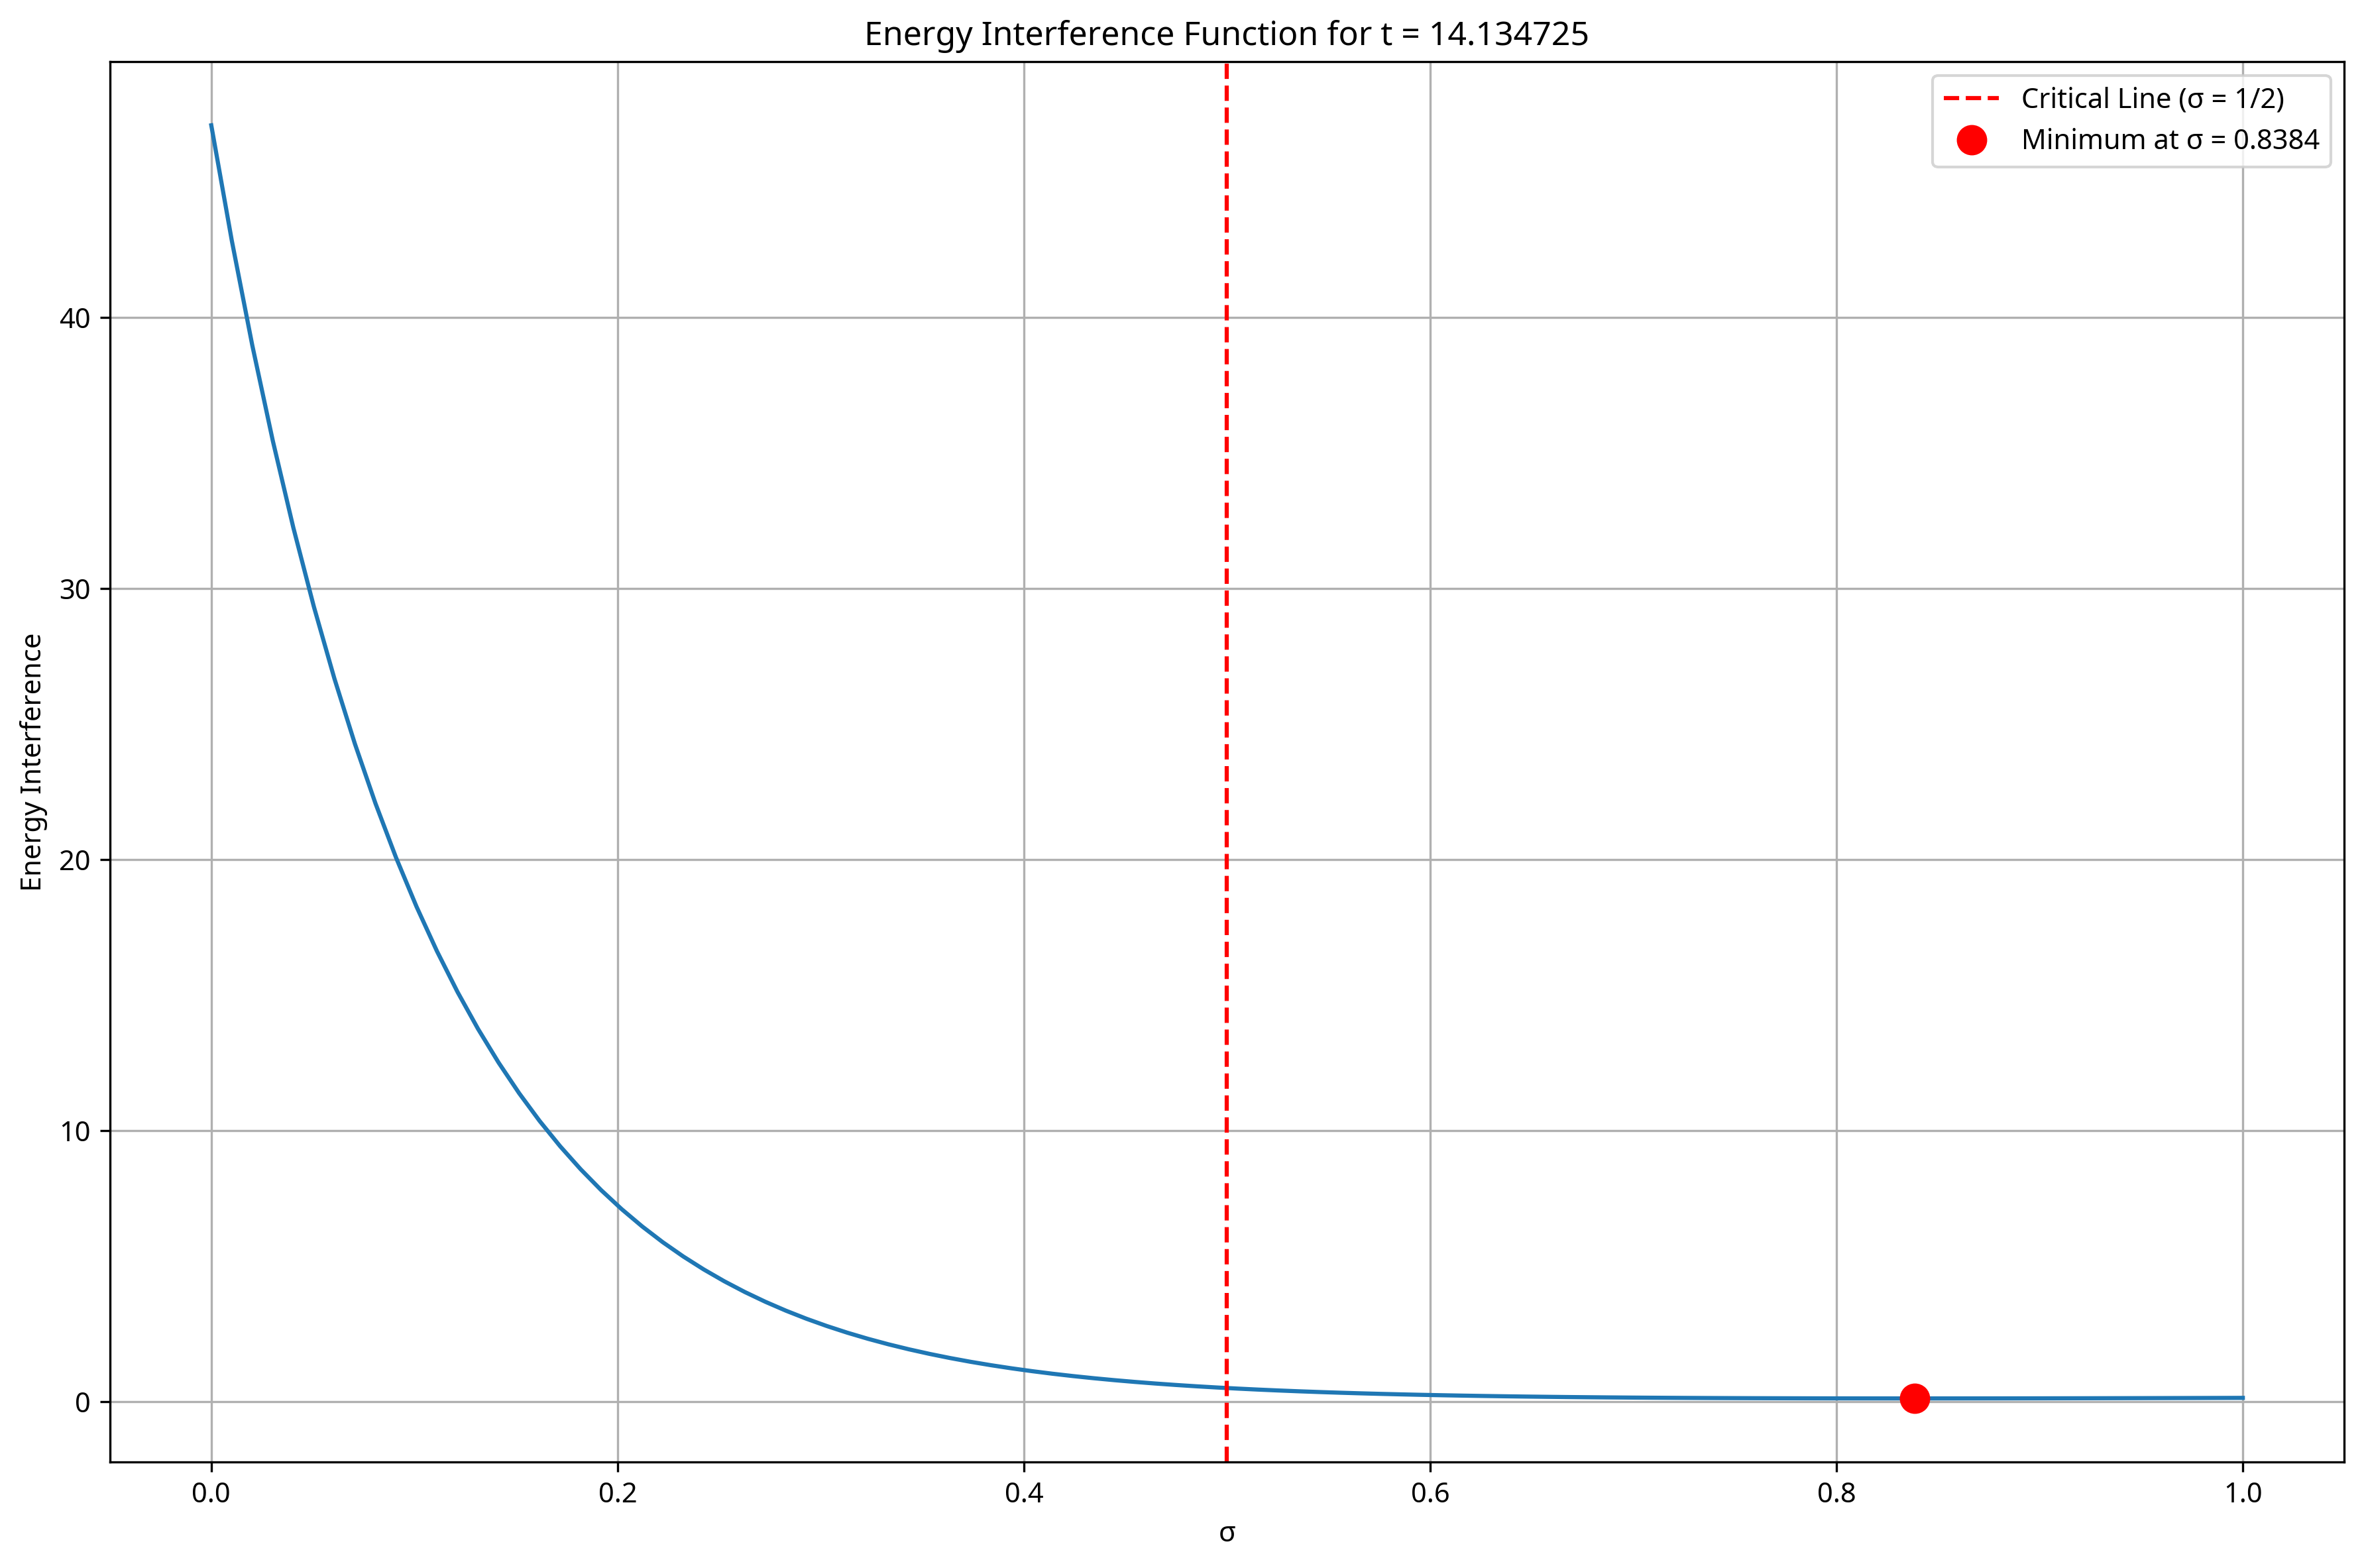 Energy Interference Function for t = 14.134725
Critical Line (σ = 1/2)
Minimum at σ = 0.8384
Energy Interference
40
30
20
10
0
0.0
0.2
0.4
0.6
0.8
1.0
σ